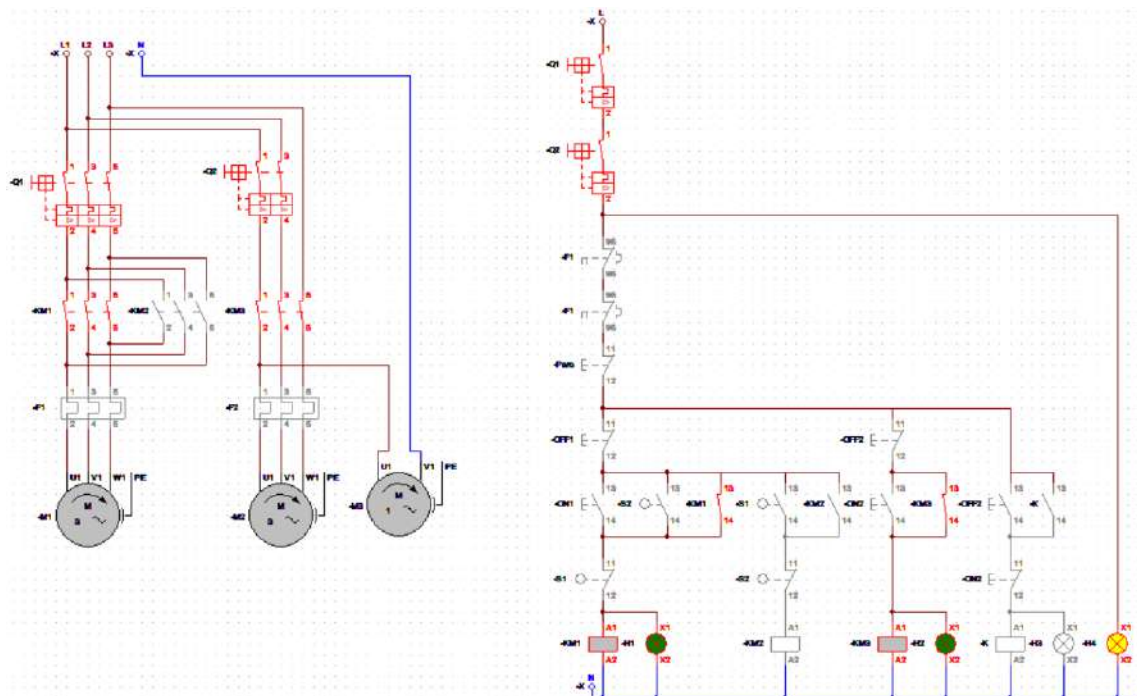 L1 L2 L3 N
-X -X
-Q1
1 3 5
2 4 6
-Q2
1 3
2 4
-KM1
1 3 5
2 4 6
-KM2
1 3 5
2 4 6
-KM3
1 3 5
2 4 6
-F1
1 3 5
2 4 6
-F2
1 3 5
2 4 6
U1 V1 W1 PE
-M1
M
3
U1 V1 W1 PE
-M2
M
3
U1 V1 PE
-M3
M
1
L
-X
-Q1
1
2
-Q2
1
2
-F1
95
96
-F1
95
96
11
12
-OFF1
11
12
-OFF2
11
12
-ON1
13
14
-S2
13
14
-KM1
13
14
-S1
13
14
-KM2
13
14
-ON2
13
14
-KM3
13
14
-OFF2
13
14
-K
13
14
-S1
11
12
-S2
11
12
-ON2
11
12
-KM1
A1
A2
-H1
X1
X2
-KM2
A1
A2
-KM3
A1
A2
-H2
X1
X2
-K
A1
A2
-H3
X1
X2
-H4
X1
X2
N
-X